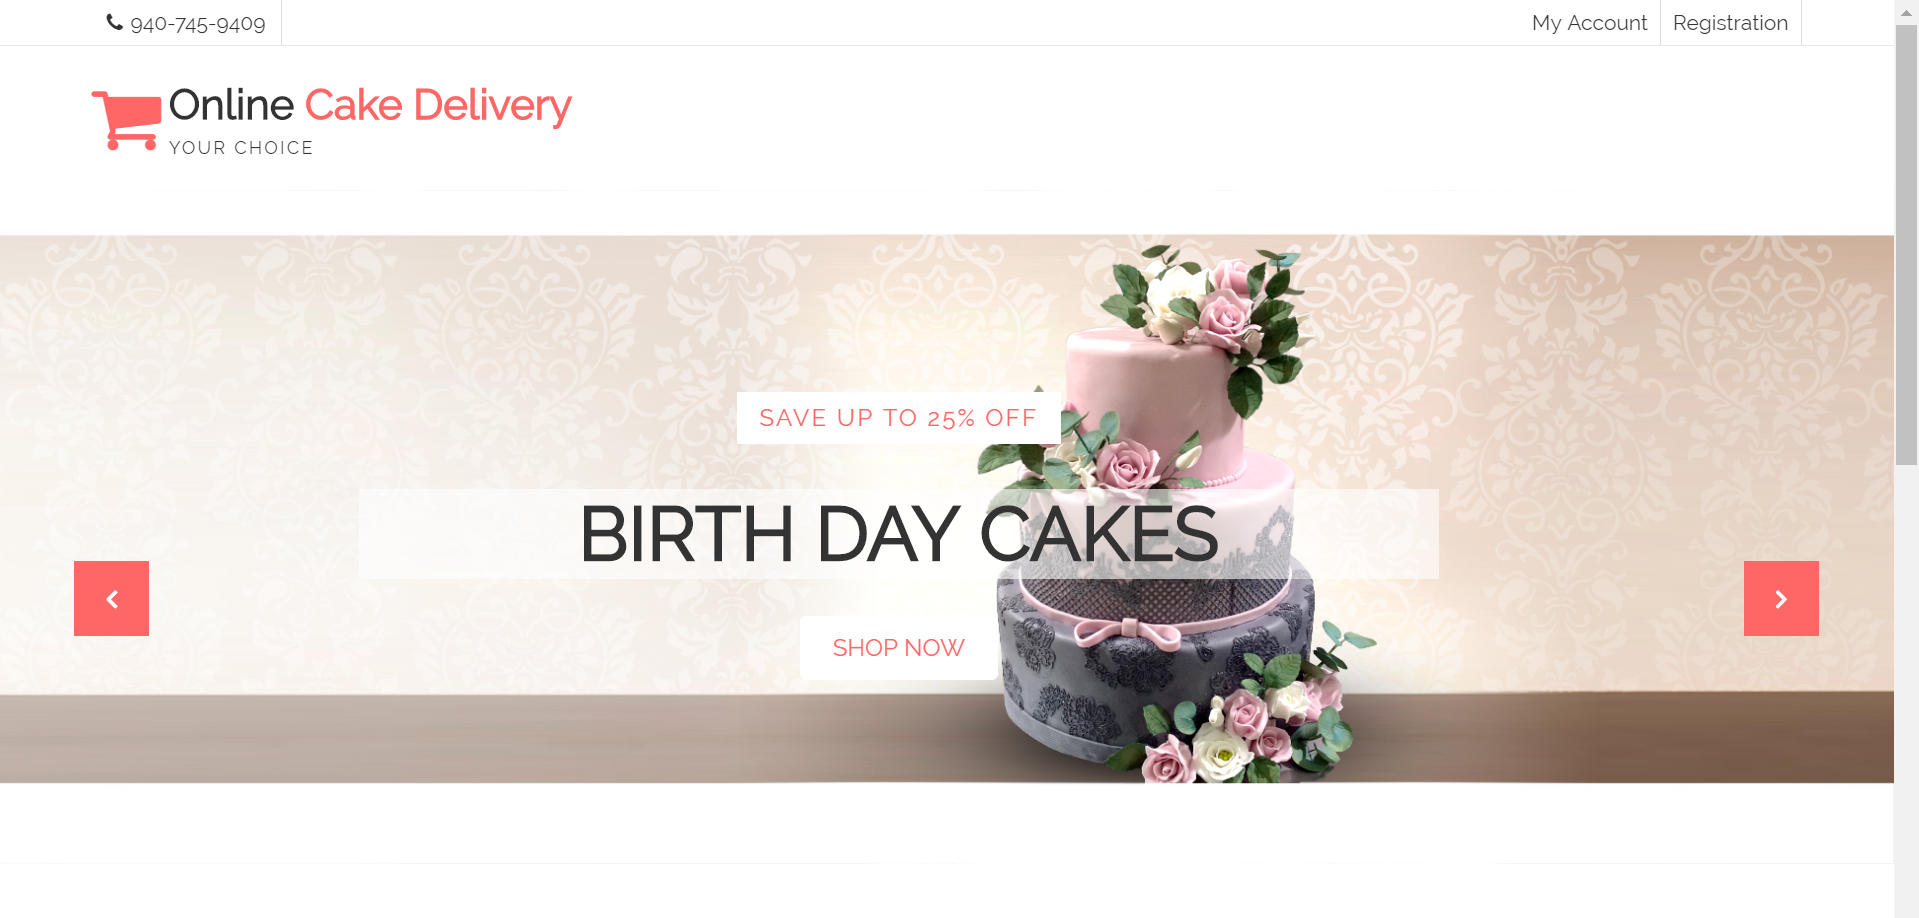 940-745-9409
My Account
Registration
Online Cake Delivery
YOUR CHOICE
SAVE UP TO 25% OFF
BIRTH DAY CAKES
SHOP NOW